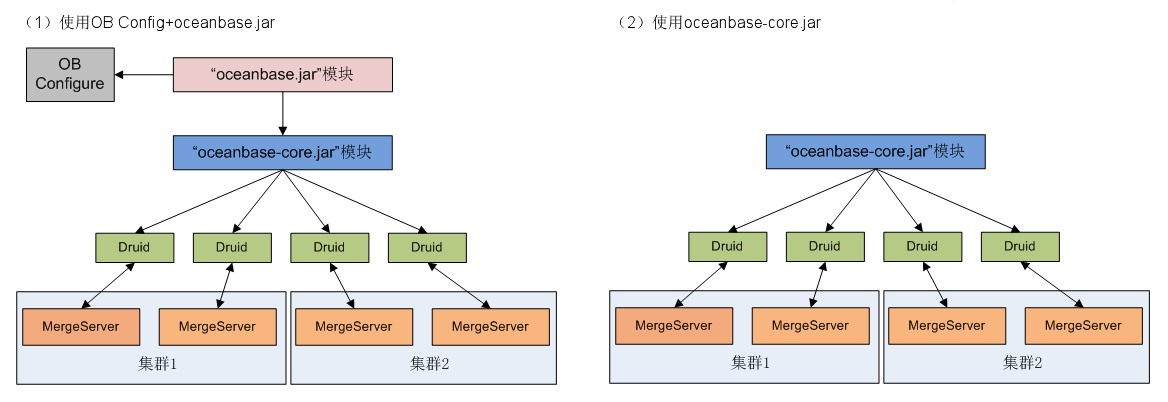 （1）使用OB Config+oceanbase.jar
OB
Configure
“oceanbase.jar”模块
“oceanbase-core.jar”模块
Druid
Druid
Druid
Druid
MergeServer
MergeServer
MergeServer
MergeServer
集群1
集群2
（2）使用oceanbase-core.jar
“oceanbase-core.jar”模块
Druid
Druid
Druid
Druid
MergeServer
MergeServer
MergeServer
MergeServer
集群1
集群2